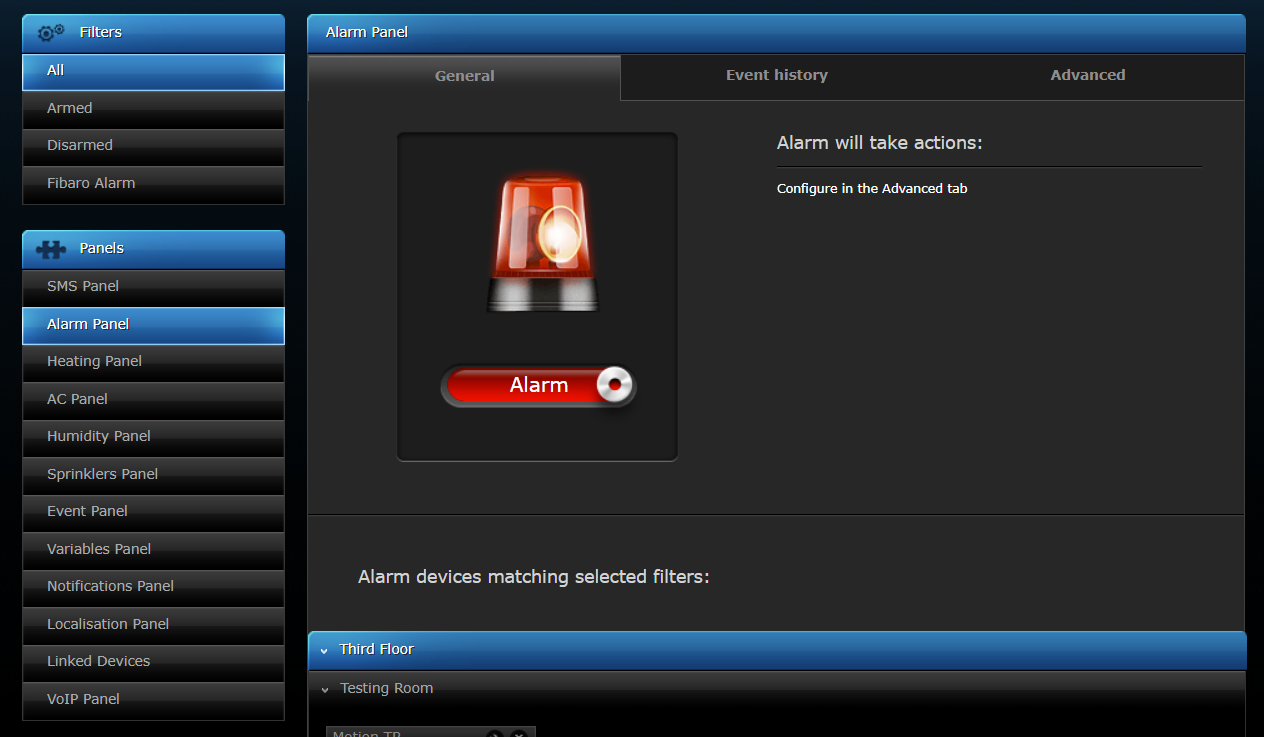 Filters
All
Armed
Disarmed
Fibaro Alarm
Panels
SMS Panel
Alarm Panel
Heating Panel
AC Panel
Humidity Panel
Sprinklers Panel
Event Panel
Variables Panel
Notifications Panel
Localisation Panel
Linked Devices
VoIP Panel
Alarm Panel
General Event history Advanced
Alarm
Alarm will take actions:
Configure in the Advanced tab
Alarm devices matching selected filters:
Third Floor
Testing Room
Motion TR